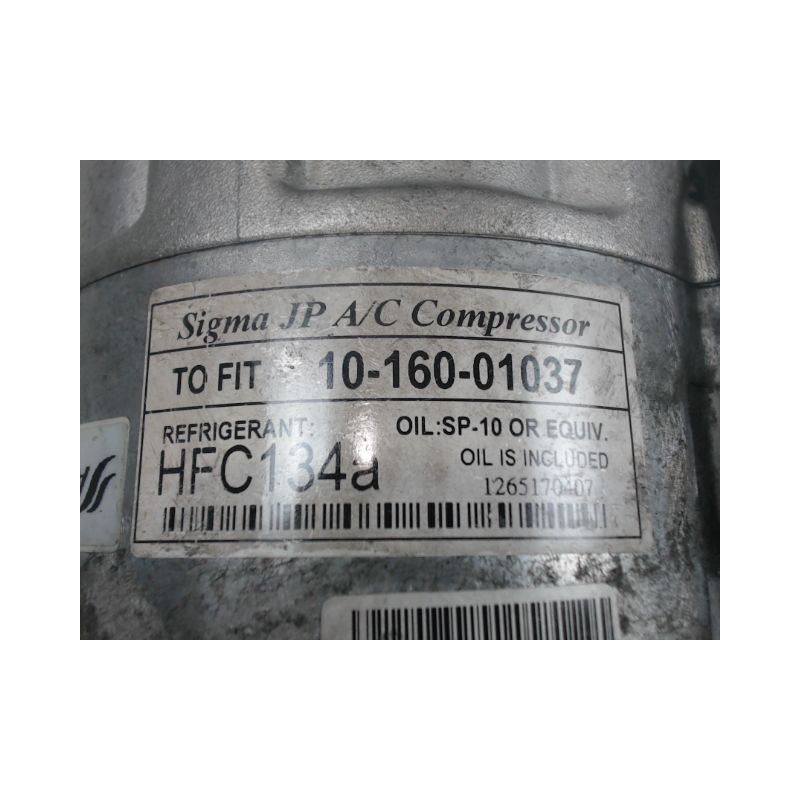 Sigma JP A/C Compressor
TO FIT 10-160-01037
REFRIGERANT: OIL:SP-10 OR EQUIV.
HFC134a OIL IS INCLUDED
1265170407